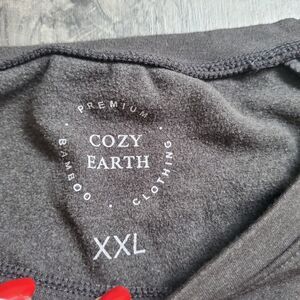 PREMIUM
COZY
EARTH
BAMBOO
CLOTHING
XXL